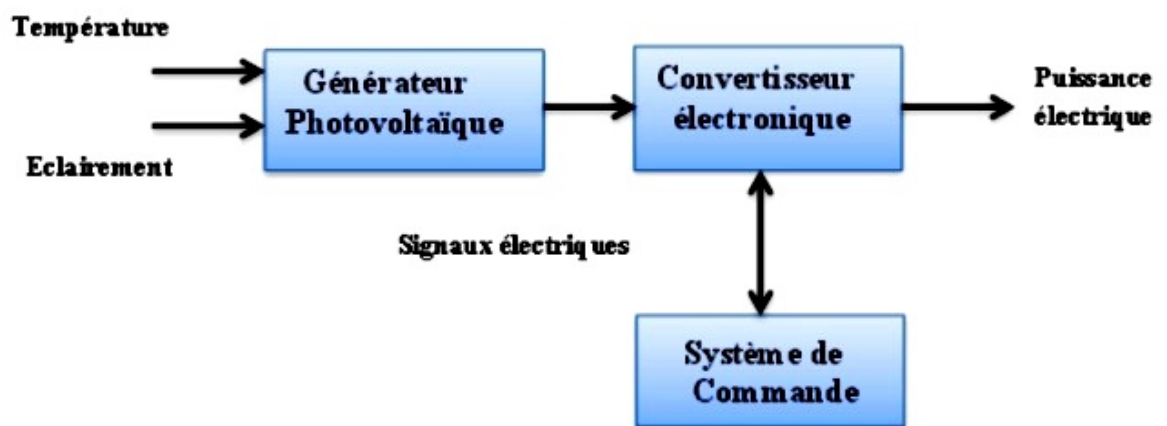 Température
Générateur
Photovoltaïque
Convertisseur
électronique
Puissance
électrique
Eclairement
Signaux électriques
Système de
Commande